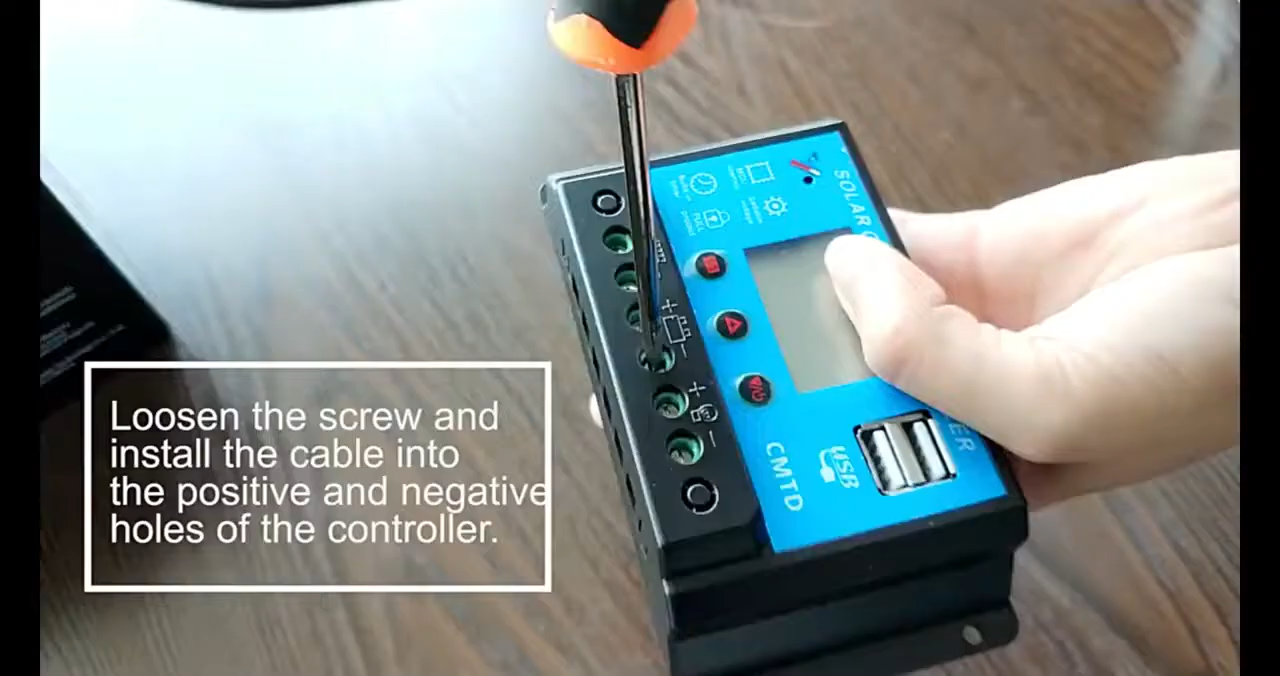 Loosen the screw and
install the cable into
the positive and negative
holes of the controller.
SOLAR
ER
USB
CMTD
+
−
+
−